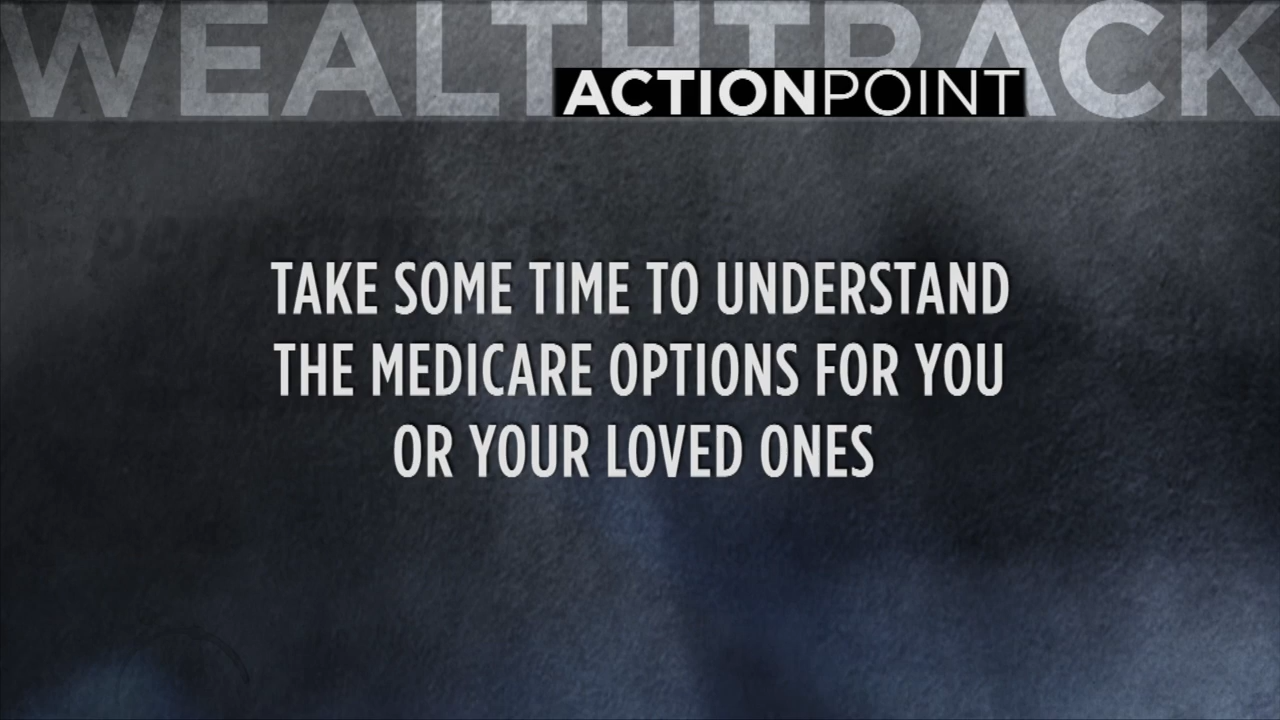 WEALTHTRACK
ACTIONPOINT
TAKE SOME TIME TO UNDERSTAND
THE MEDICARE OPTIONS FOR YOU
OR YOUR LOVED ONES